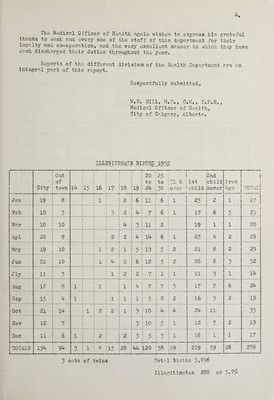 4.
The Medical Officer of Health again wishes to express his grateful
thanks to each and every one of the staff of this department for their
loyalty and co-operation, and the very excellent manner in which they have
each discharged their duties throughout the year.
Reports of the different divisions of the Health Department are an
integral part of this report.
Respectfully submitted,
W.H. HILL, M.D., C.M., D.P.H.,
Medical Officer of Health,
City of Calgary, Alberta.
ILLEGITIMATE BIRTHS 1952
City Out of town 14 15 16 17 18 19 20 to 24 25 to 30 31 & over 1st child 2nd child &over Prev age TOTAL
Jan 19 8 1 2 6 11 6 1 25 2 1 27
Feb 18 5 3 2 4 7 6 1 17 6 3 23
Mar 10 10 4 3 11 2 19 1 1 20
Apl 20 9 2 2 4 14 6 1 25 4 2 29
May 19 10 1 2 1 5 13 5 2 21 8 2 29
Jun 22 10 1 4 2 6 12 5 2 26 6 3 32
Jly 11 3 1 2 2 7 1 1 11 3 1 14
Aug 16 8 1 1 1 4 7 7 3 17 7 6 24
Sep 15 4 1 1 1 1 5 8 2 16 3 2 19
Oct 21 14 1 2 2 1 3 18 4 4 24 11 35
Nov 12 7 3 10 5 1 12 7 2 19
Dec 11 6 1 2 2 3 5 3 1 16 1 1 17
TOTALS 194 94 3 1 8 15 20 44 120 58 19 229 59 26 288
3 sets of twins Total births 5,096
Illegitimates 288 or 5.7%